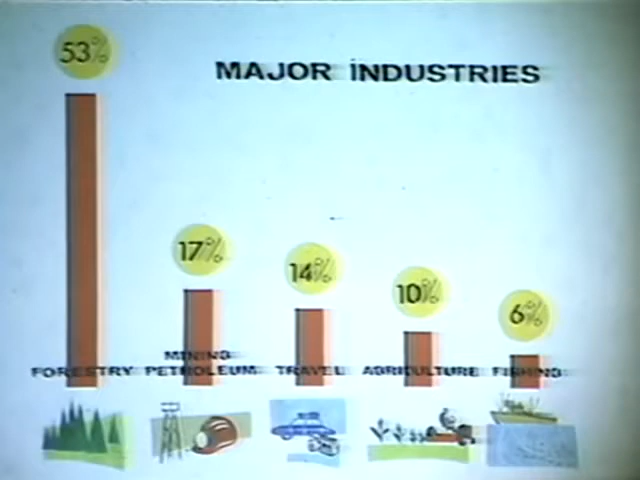 MAJOR INDUSTRIES
53%
17%
14%
10%
6%
FORESTRY
MINING
PETROLEUM
TRAVEL
AGRICULTURE
FISHING